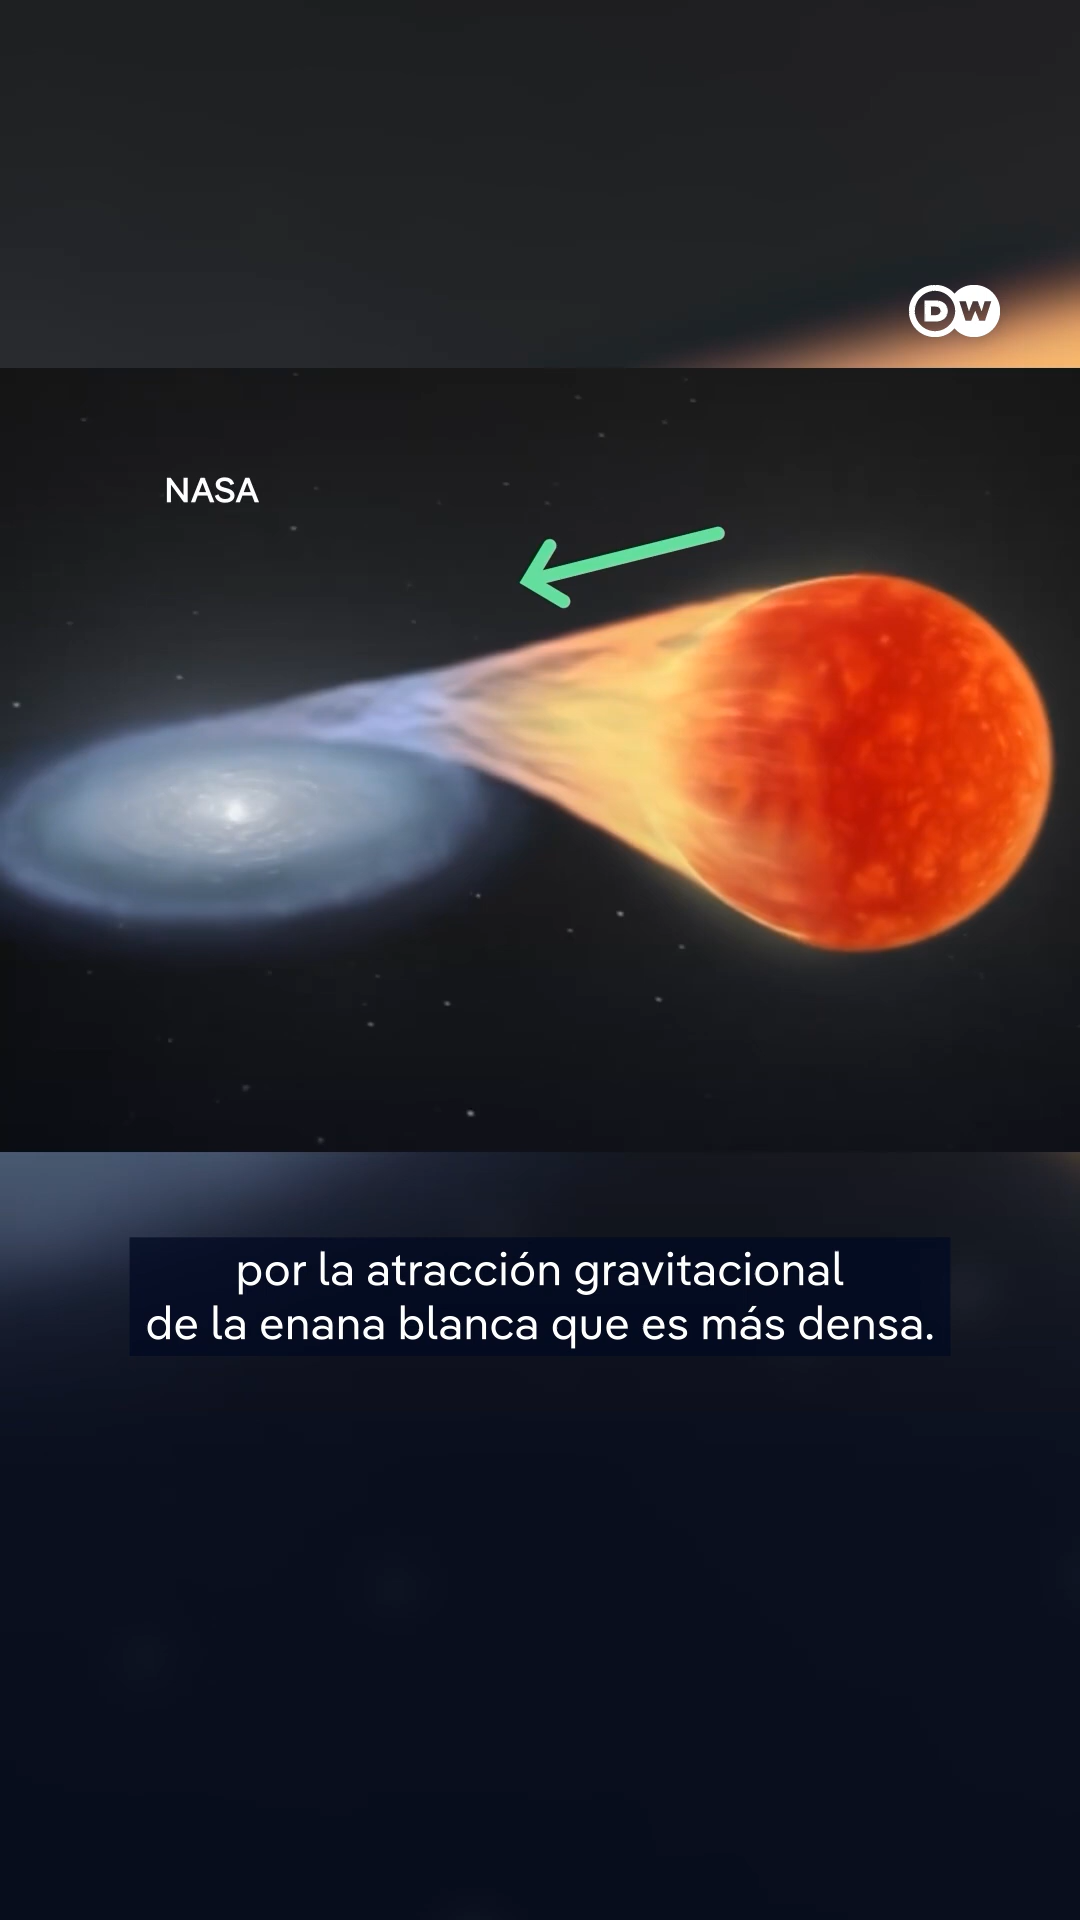 DW
NASA
por la atracción gravitacional
de la enana blanca que es más densa.